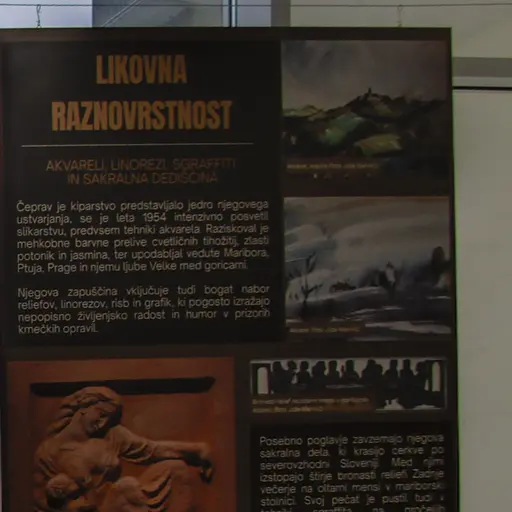 LIKOVNA
RAZNOVRSTNOST
AKVARELI, LINOREZI, SGRAFFITI
IN SAKRALNA DEDIŠČINA
Čeprav je kiparstvo predstavljalo jedro njegovega
ustvarjanja, se je leta 1954 intenzivno posvetil
slikarstvu, predvsem tehniki akvarela. Raziskoval je
mehkobne barvne prelive cvetličnih tihožitij, zlasti
potonik in jasmina, ter upodabljal vedute Maribora,
Ptuja, Prage in njemu ljube Velke med goricami.
Njegova zapuščina vključuje tudi bogat nabor
reliefov, linorezov, risb in grafik, ki pogosto izražajo
nepopisno življenjsko radost in humor v prizorih
kmečkih opravil.
Posebno poglavje zavzemajo njegova
sakralna dela, ki krasijo cerkve po
severovzhodni Sloveniji. Med njimi
izstopajo štirje bronasti reliefi Zadnje
večerje na oltarni mensi v mariborski
stolnici. Svoj pečat je pustil tudi v